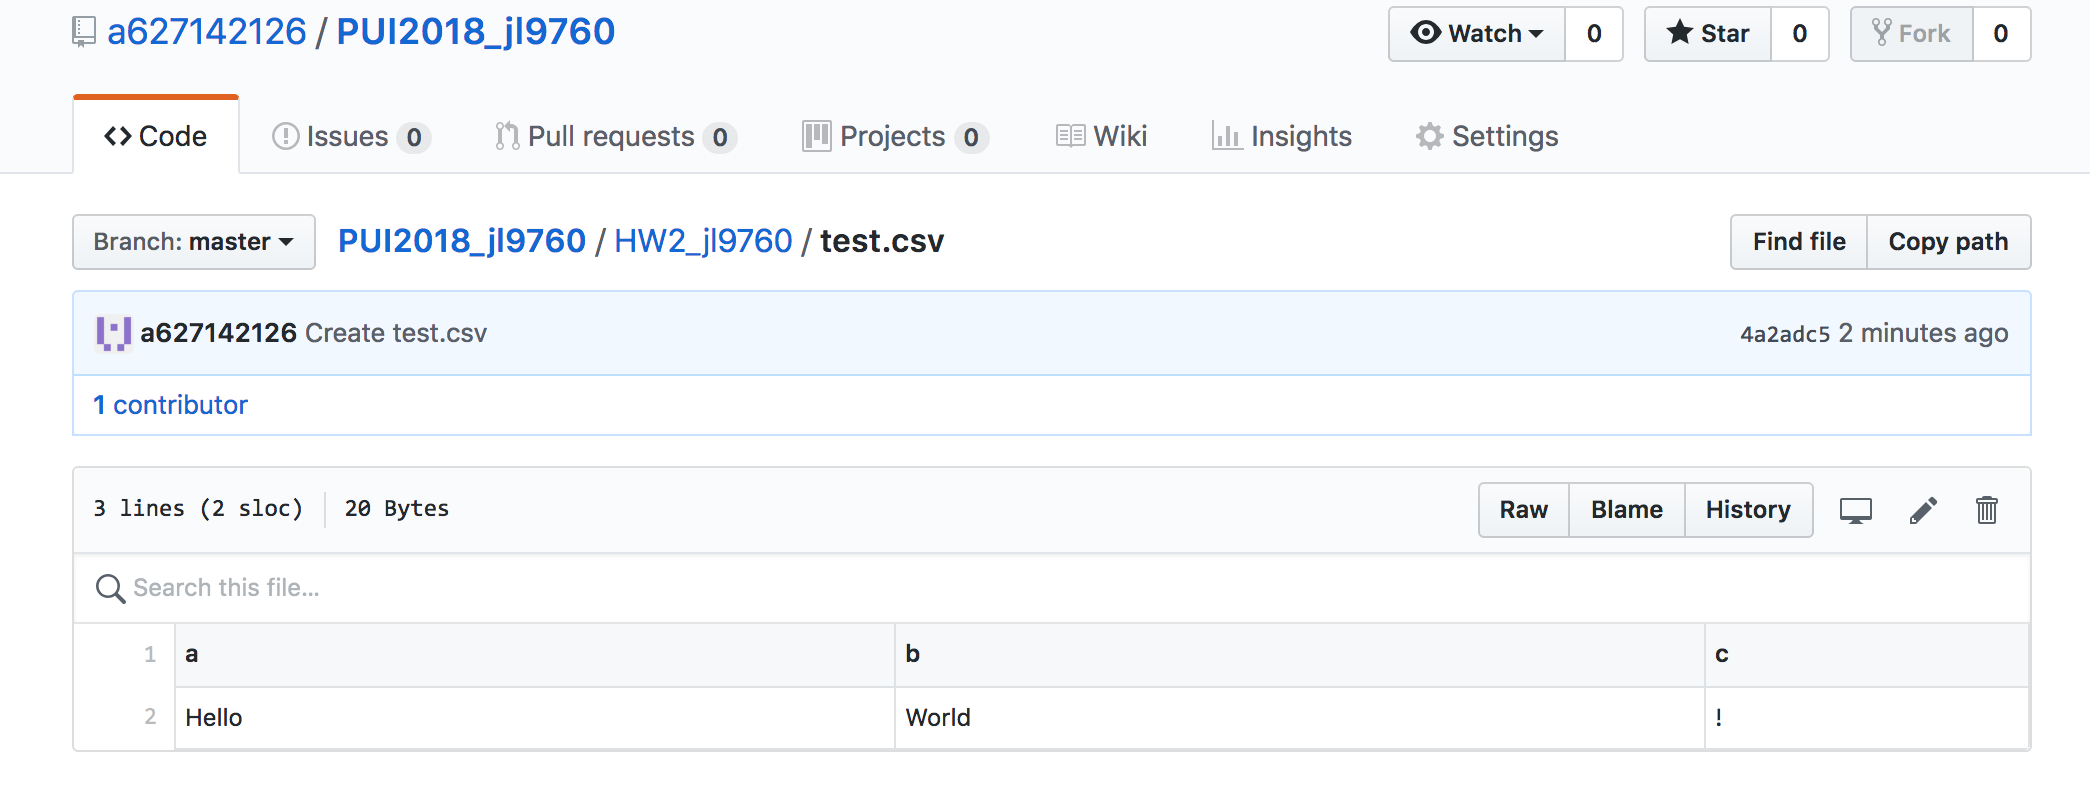 a627142126 / PUI2018_jl9760
Watch 0 Star 0 Fork 0
Code Issues 0 Pull requests 0 Projects 0 Wiki Insights Settings
Branch: master PUI2018_jl9760 / HW2_jl9760 / test.csv Find file Copy path
a627142126 Create test.csv 4a2adc5 2 minutes ago
1 contributor
3 lines (2 sloc) 20 Bytes Raw Blame History
Search this file...
1 a b c
2 Hello World !